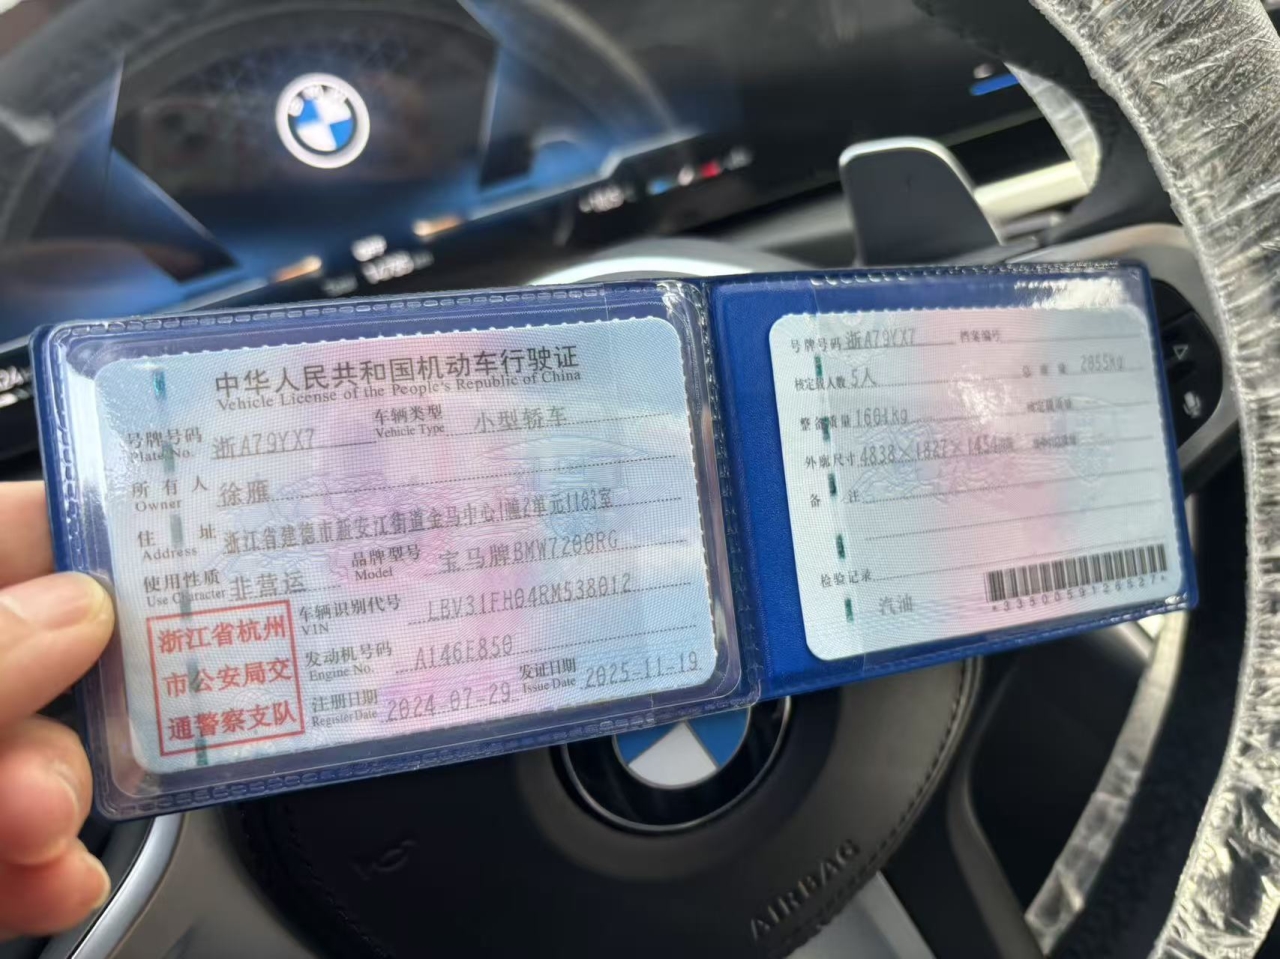 中华人民共和国机动车行驶证
Vehicle License of the People's Republic of China
号牌号码 Plate No. 浙A79YX7 车辆类型 Vehicle Type 小型轿车
所有人 Owner 徐雁
住址 Address 浙江省建德市新安江街道金马中心1幢2单元1103室
使用性质 Use Character 非营运 品牌型号 Model 宝马牌BMW7200RG
车辆识别代号 VIN LBV31FH04RM538012
发动机号码 Engine No. A146E850
注册日期 Register Date 2024-07-29 发证日期 Issue Date 2025-11-19
浙江省杭州
市公安局交
通警察支队
号牌号码 浙A79YX7 档案编号
核定载人数 5人 总质量 2055kg
整备质量 1601kg 核定载质量
外廓尺寸 4838×1827×1454
备注
检验记录
汽油
AIRBAG